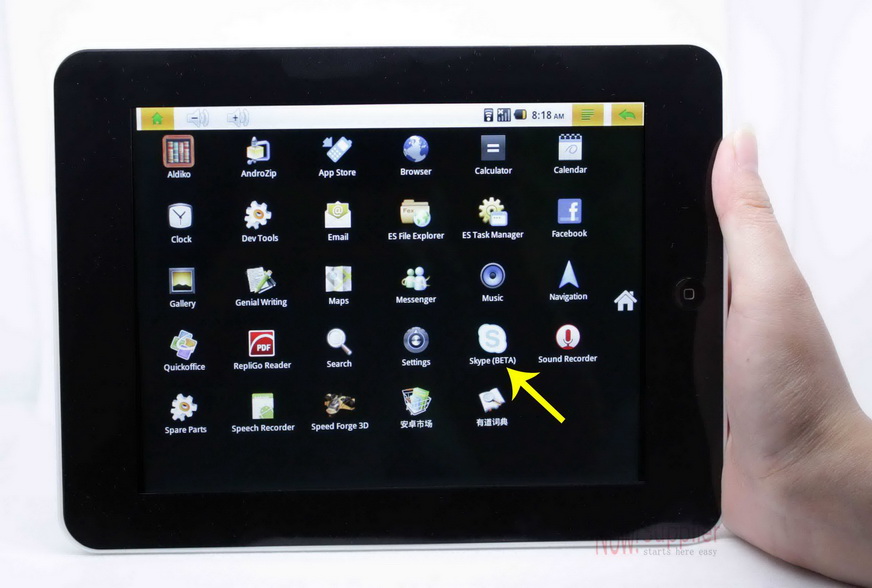 8:18 AM
Aldiko
AndroZip
App Store
Browser
Calculator
Calendar
Clock
Dev Tools
Email
ES File Explorer
ES Task Manager
Facebook
Gallery
Genial Writing
Maps
Messenger
Music
Navigation
Quickoffice
PDF
RepliGo Reader
Search
Settings
S
Skype (BETA)
Sound Recorder
Spare Parts
Speech Recorder
Speed Forge 3D
安卓市场
有道词典
Nowsupplier
starts here easy